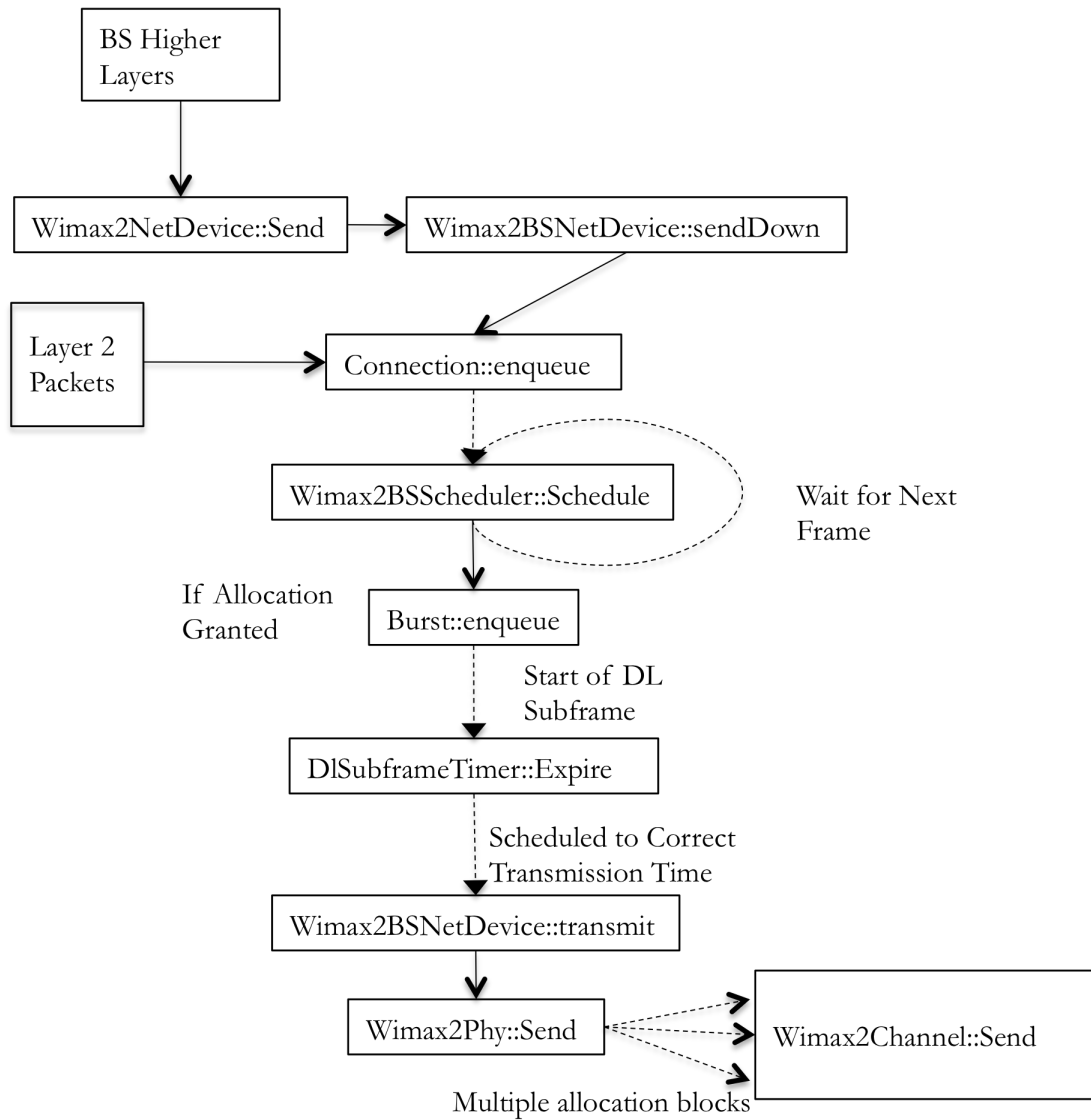 BS Higher
Layers
Wimax2NetDevice::Send
Wimax2BSNetDevice::sendDown
Layer 2
Packets
Connection::enqueue
Wimax2BSScheduler::Schedule
Wait for Next
Frame
If Allocation
Granted
Burst::enqueue
Start of DL
Subframe
DlSubframeTimer::Expire
Scheduled to Correct
Transmission Time
Wimax2BSNetDevice::transmit
Wimax2Phy::Send
Wimax2Channel::Send
Multiple allocation blocks